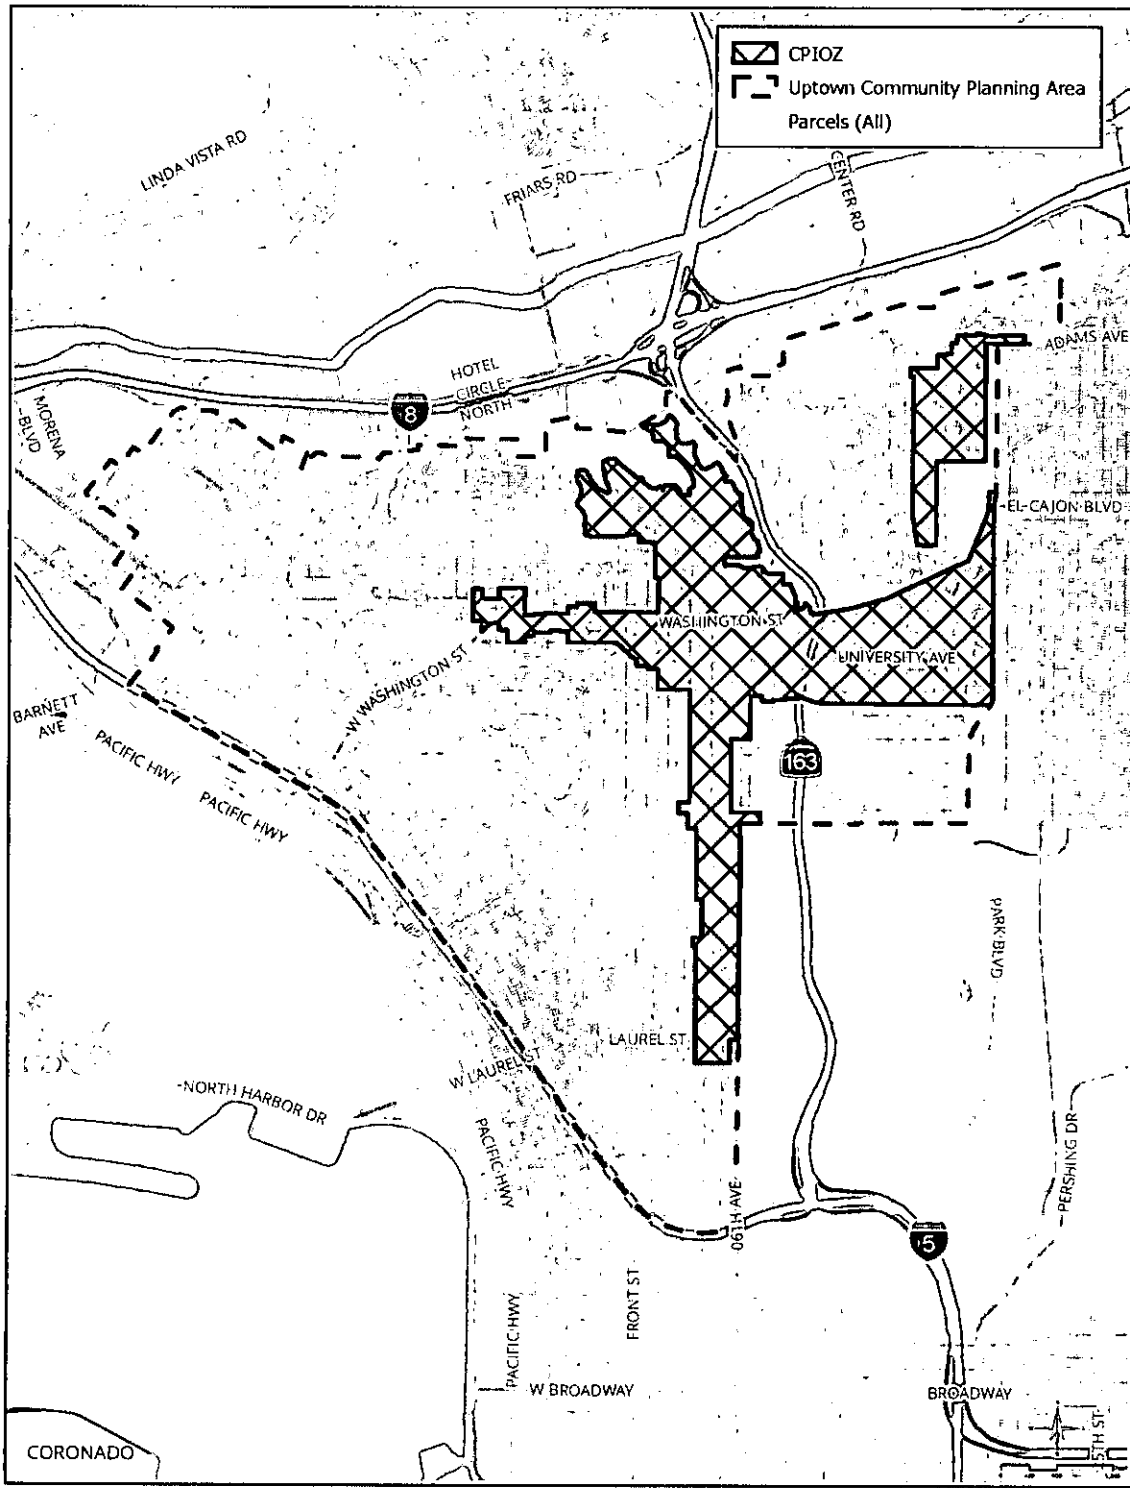 CPIOZ
Uptown Community Planning Area
Parcels (All)
LINDA VISTA RD
FRIARS RD
CENTER RD
ADAMS AVE
HOTEL
CIRCLE
NORTH
8
MORENA
BLVD
EL CAJON BLVD
WASHINGTON ST
UNIVERSITY AVE
W WASHINGTON ST
BARNETT
AVE
PACIFIC HWY
PACIFIC HWY
163
PARK BLVD
LAUREL ST
W LAUREL ST
NORTH HARBOR DR
PACIFIC HWY
PERSHING DR
06TH AVE
5
FRONT ST
PACIFIC HWY
W BROADWAY
BROADWAY
5TH ST
CORONADO